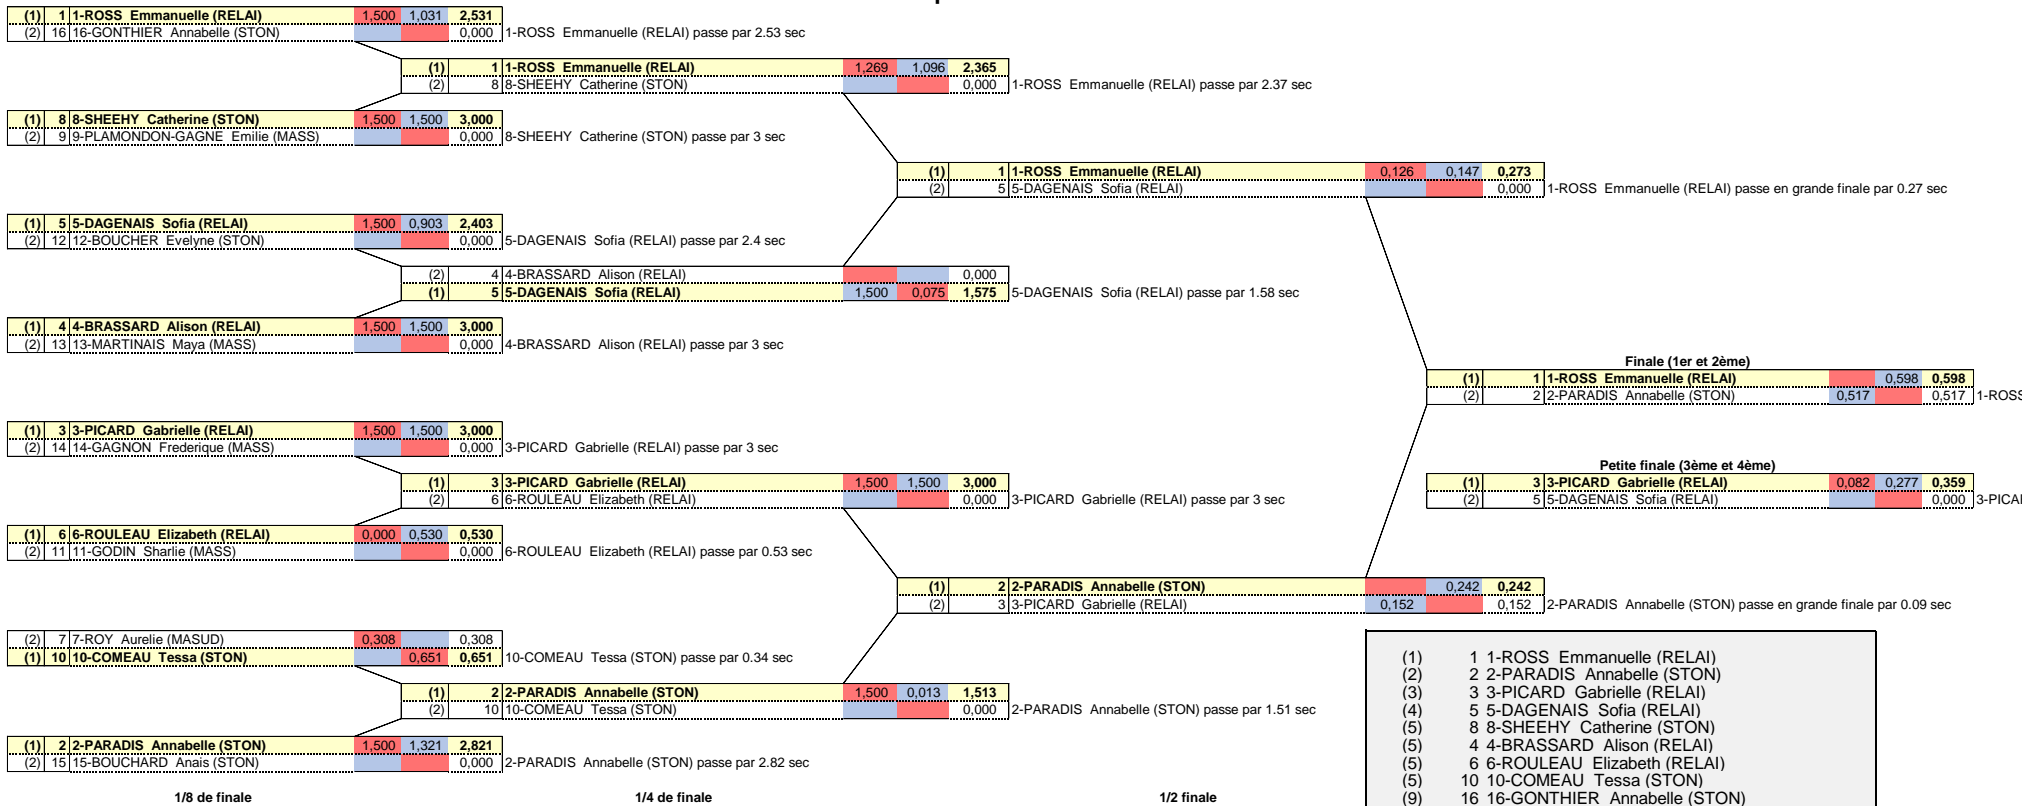 (1) 1 1-ROSS Emmanuelle (RELAI) 1,500 1,031 2,531
(2) 16 16-GONTHIER Annabelle (STON) 0,000 1-ROSS Emmanuelle (RELAI) passe par 2.53 sec
(1) 1 1-ROSS Emmanuelle (RELAI) 1,269 1,096 2,365
(2) 8 8-SHEEHY Catherine (STON) 0,000 1-ROSS Emmanuelle (RELAI) passe par 2.37 sec
(1) 8 8-SHEEHY Catherine (STON) 1,500 1,500 3,000
(2) 9 9-PLAMONDON-GAGNE Emilie (MASS) 0,000 8-SHEEHY Catherine (STON) passe par 3 sec
(1) 1 1-ROSS Emmanuelle (RELAI) 0,126 0,147 0,273
(2) 5 5-DAGENAIS Sofia (RELAI) 0,000 1-ROSS Emmanuelle (RELAI) passe en grande finale par 0.27 sec
(1) 5 5-DAGENAIS Sofia (RELAI) 1,500 0,903 2,403
(2) 12 12-BOUCHER Evelyne (STON) 0,000 5-DAGENAIS Sofia (RELAI) passe par 2.4 sec
(2) 4 4-BRASSARD Alison (RELAI) 0,000
(1) 5 5-DAGENAIS Sofia (RELAI) 1,500 0,075 1,575 5-DAGENAIS Sofia (RELAI) passe par 1.58 sec
(1) 4 4-BRASSARD Alison (RELAI) 1,500 1,500 3,000
(2) 13 13-MARTINAIS Maya (MASS) 0,000 4-BRASSARD Alison (RELAI) passe par 3 sec
Finale (1er et 2ème)
(1) 1 1-ROSS Emmanuelle (RELAI) 0,598 0,598
(2) 2 2-PARADIS Annabelle (STON) 0,517 0,517 1-ROSS
(1) 3 3-PICARD Gabrielle (RELAI) 1,500 1,500 3,000
(2) 14 14-GAGNON Frederique (MASS) 0,000 3-PICARD Gabrielle (RELAI) passe par 3 sec
Petite finale (3ème et 4ème)
(1) 3 3-PICARD Gabrielle (RELAI) 1,500 1,500 3,000 (1) 3 3-PICARD Gabrielle (RELAI) 0,082 0,277 0,359
(2) 6 6-ROULEAU Elizabeth (RELAI) 0,000 3-PICARD Gabrielle (RELAI) passe par 3 sec (2) 5 5-DAGENAIS Sofia (RELAI) 0,000
(1) 6 6-ROULEAU Elizabeth (RELAI) 0,000 0,530 0,530
(2) 11 11-GODIN Sharlie (MASS) 0,000 6-ROULEAU Elizabeth (RELAI) passe par 0.53 sec
(1) 2 2-PARADIS Annabelle (STON) 0,242 0,242
(2) 3 3-PICARD Gabrielle (RELAI) 0,152 0,152 2-PARADIS Annabelle (STON) passe en grande finale par 0.09 sec
(2) 7 7-ROY Aurelie (MASUD) 0,308 0,308
(1) 10 10-COMEAU Tessa (STON) 0,651 0,651 10-COMEAU Tessa (STON) passe par 0.34 sec
(1) 2 2-PARADIS Annabelle (STON) 1,500 0,013 1,513
(2) 10 10-COMEAU Tessa (STON) 0,000 2-PARADIS Annabelle (STON) passe par 1.51 sec
(1) 2 2-PARADIS Annabelle (STON) 1,500 1,321 2,821
(2) 15 15-BOUCHARD Anais (STON) 0,000 2-PARADIS Annabelle (STON) passe par 2.82 sec
(1) 1 1-ROSS Emmanuelle (RELAI)
(2) 2 2-PARADIS Annabelle (STON)
(3) 3 3-PICARD Gabrielle (RELAI)
(4) 5 5-DAGENAIS Sofia (RELAI)
(5) 8 8-SHEEHY Catherine (STON)
(5) 4 4-BRASSARD Alison (RELAI)
(5) 6 6-ROULEAU Elizabeth (RELAI)
(5) 10 10-COMEAU Tessa (STON)
(9) 16 16-GONTHIER Annabelle (STON)
1/8 de finale 1/4 de finale 1/2 finale